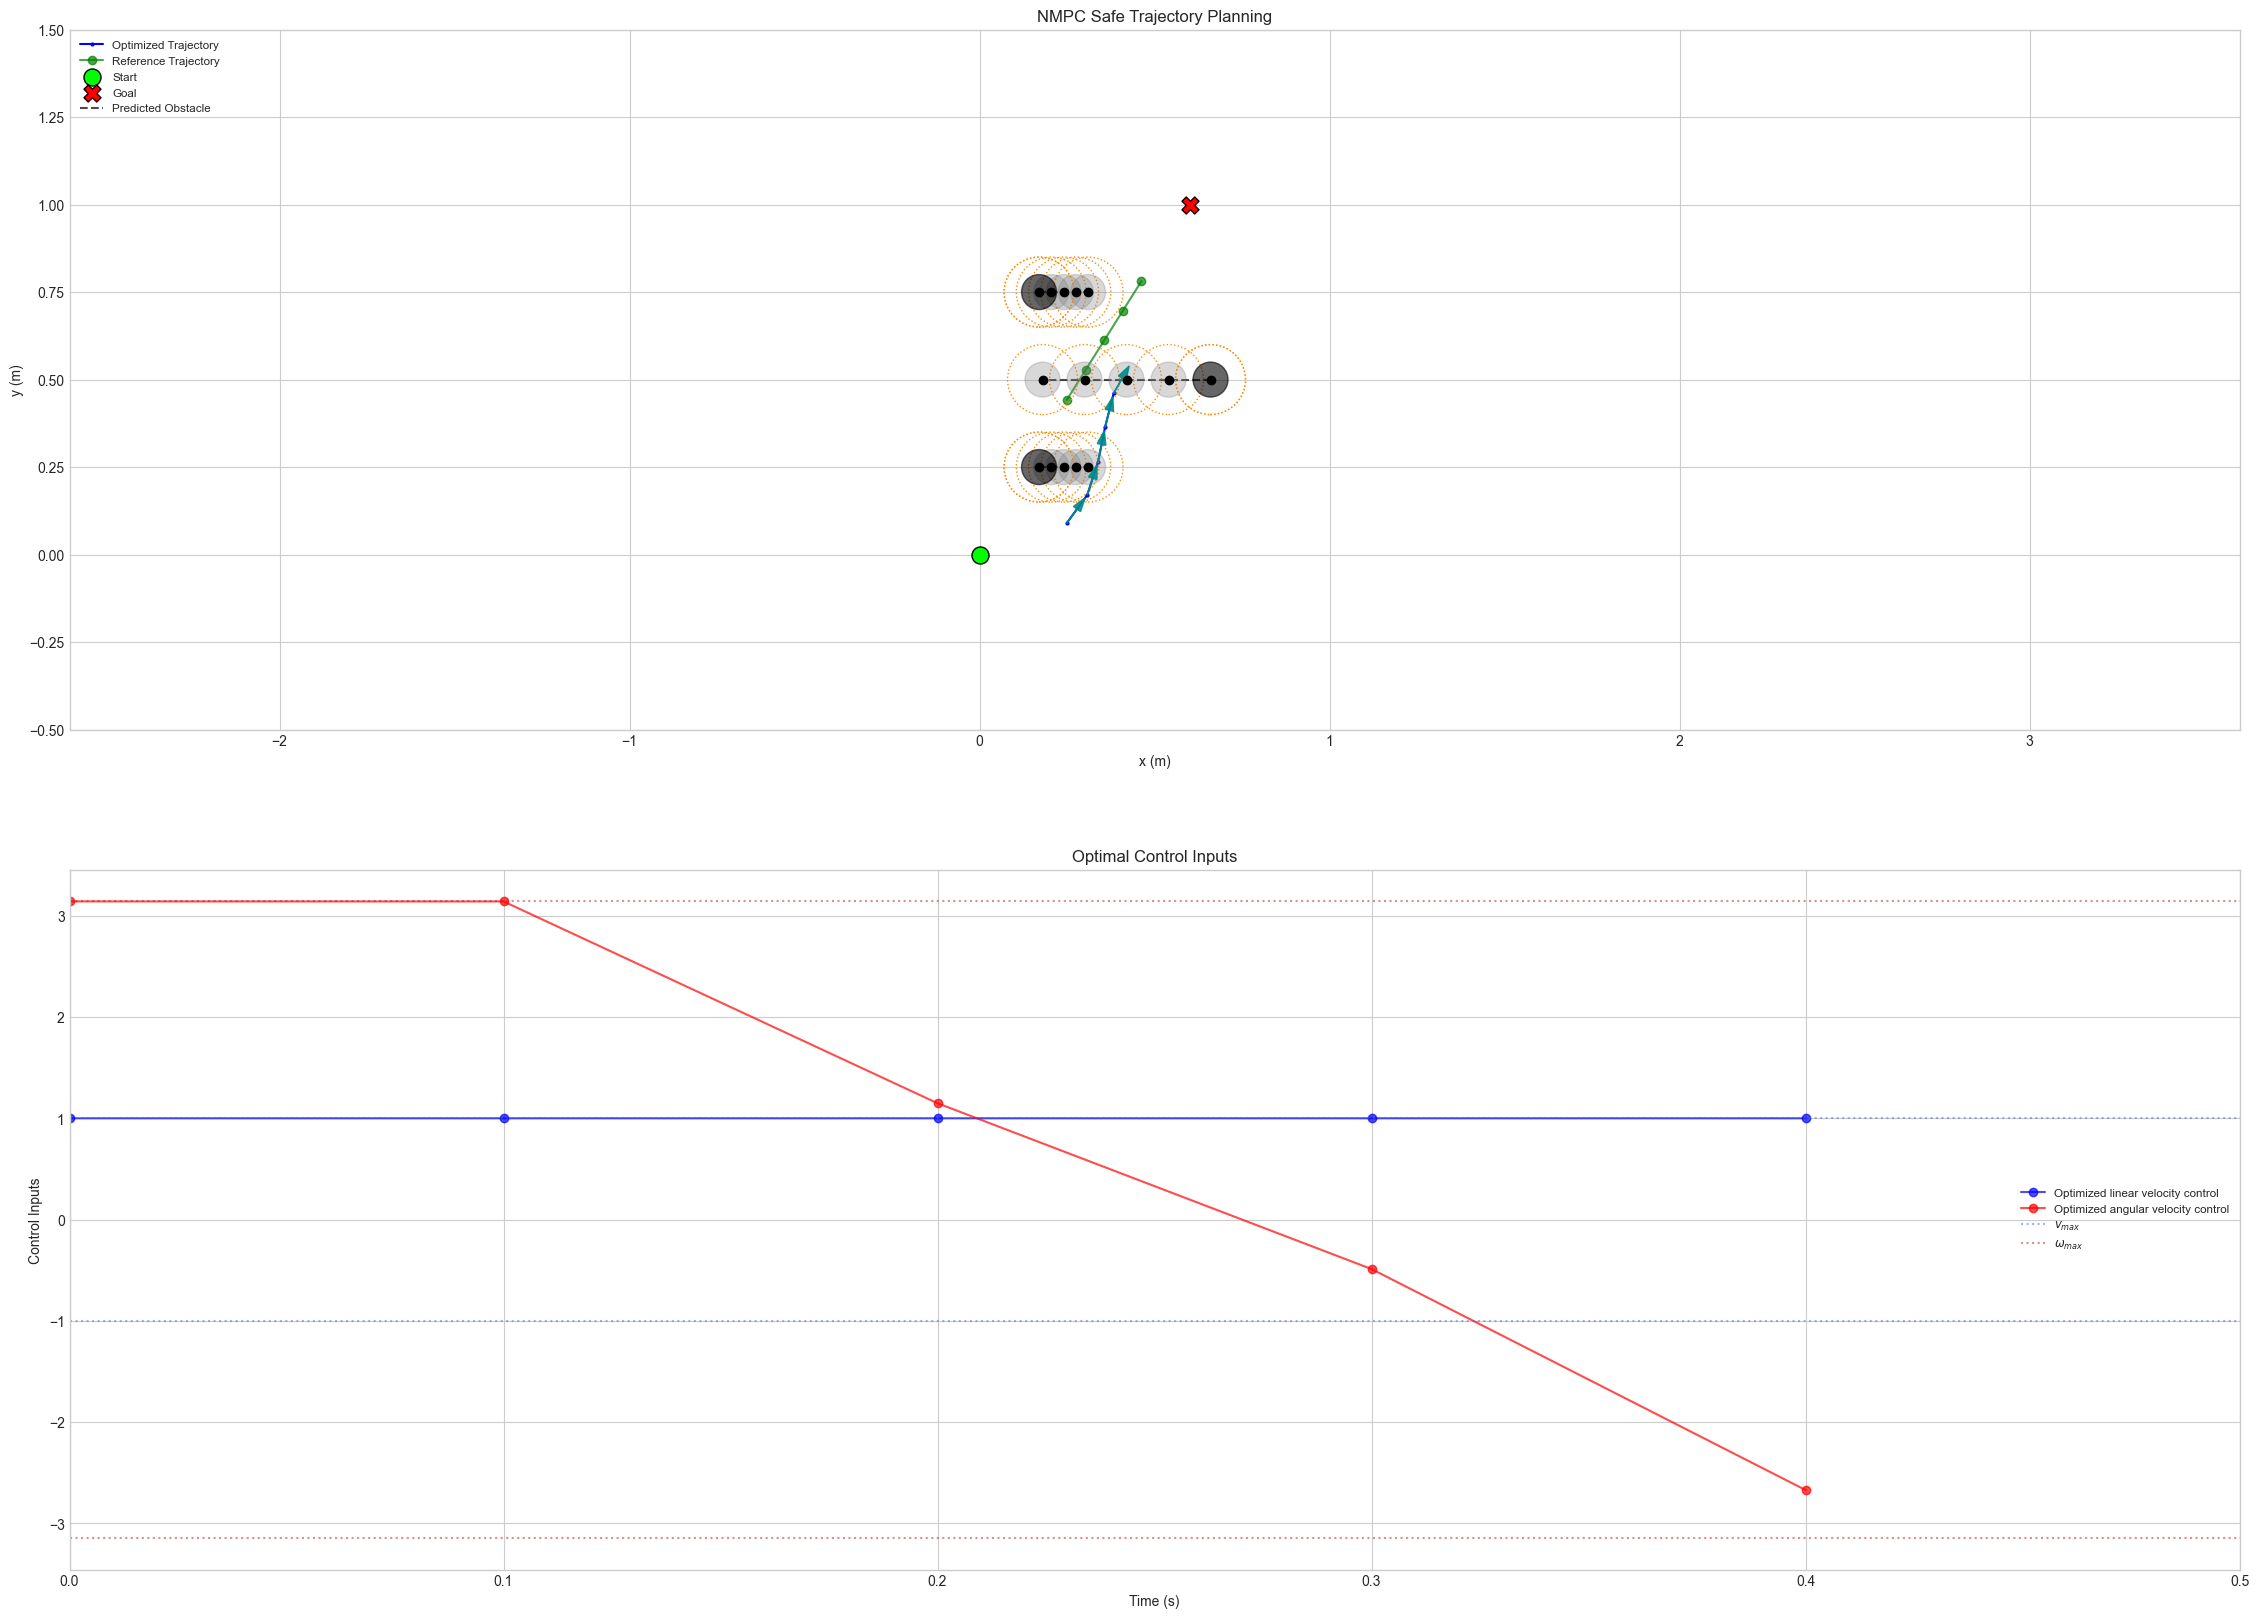 NMPC Safe Trajectory Planning
1.50
1.25
1.00
0.75
0.50
0.25
0.00
−0.25
−0.50
y (m)
Optimized Trajectory
Reference Trajectory
Start
Goal
Predicted Obstacle
−2
−1
0
1
2
3
x (m)
Optimal Control Inputs
3
2
1
0
−1
−2
−3
Control Inputs
Optimized linear velocity control
Optimized angular velocity control
v_max
ω_max
0.0
0.1
0.2
0.3
0.4
0.5
Time (s)